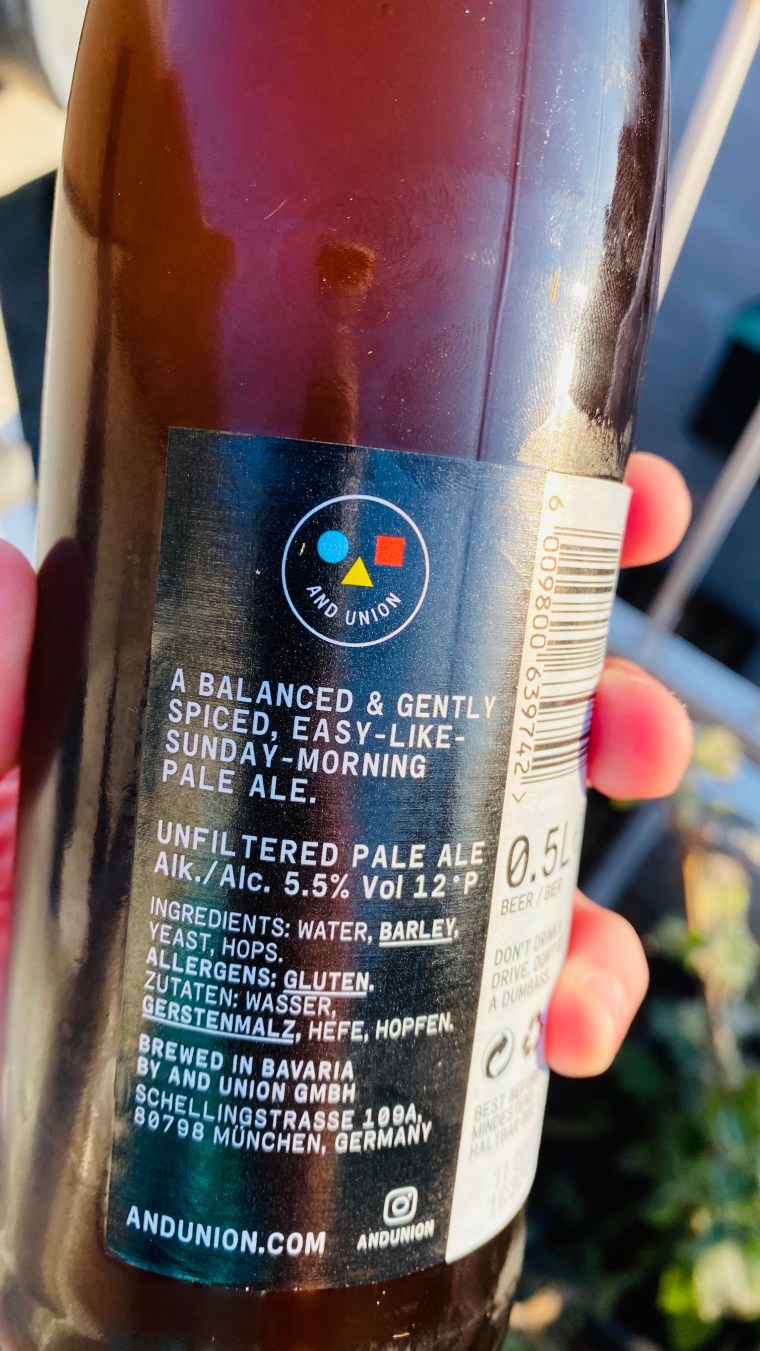 AND UNION
A BALANCED & GENTLY
SPICED, EASY-LIKE-
SUNDAY-MORNING
PALE ALE.
UNFILTERED PALE ALE
Alk./Alc. 5.5% Vol 12°P
INGREDIENTS: WATER, BARLEY,
YEAST, HOPS.
ALLERGENS: GLUTEN.
ZUTATEN: WASSER,
GERSTENMALZ, HEFE, HOPFEN.
BREWED IN BAVARIA
BY AND UNION GMBH
SCHELLINGSTRASSE 109A,
80798 MÜNCHEN, GERMANY
ANDUNION.COM
ANDUNION
6 009800 639742 >
0.5L
BEER / BIER
DON'T DRINK
DRIVE, DON'T
A DUMBASS
BEST